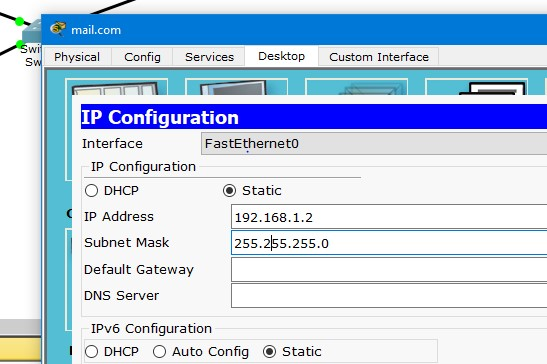 mail.com
Physical Config Services Desktop Custom Interface
IP Configuration
Interface FastEthernet0
IP Configuration
DHCP Static
IP Address 192.168.1.2
Subnet Mask 255.255.255.0
Default Gateway
DNS Server
IPv6 Configuration
DHCP Auto Config Static